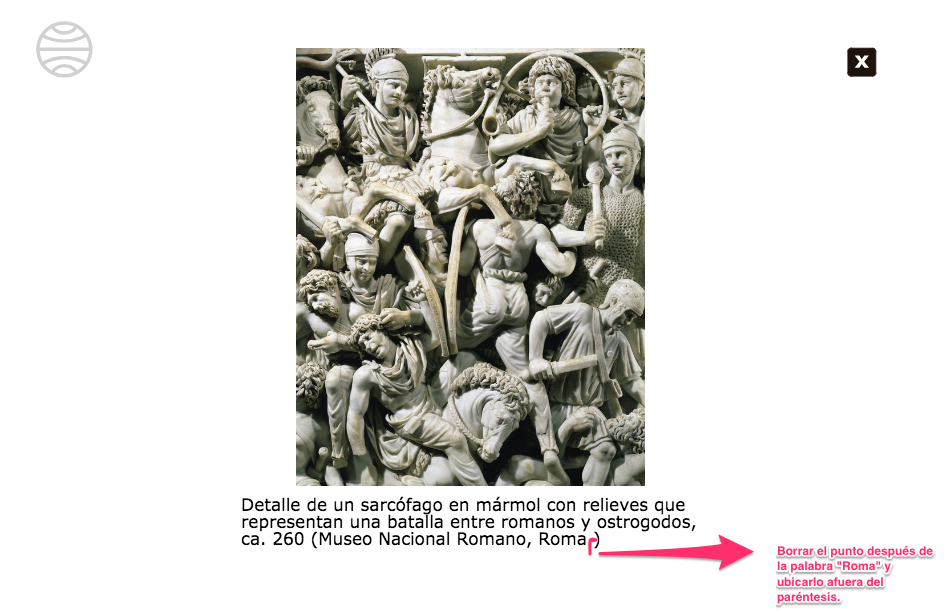 X
Detalle de un sarcófago en mármol con relieves que
representan una batalla entre romanos y ostrogodos,
ca. 260 (Museo Nacional Romano, Roma.)
Borrar el punto después de
la palabra "Roma" y
ubicarlo afuera del
paréntesis.